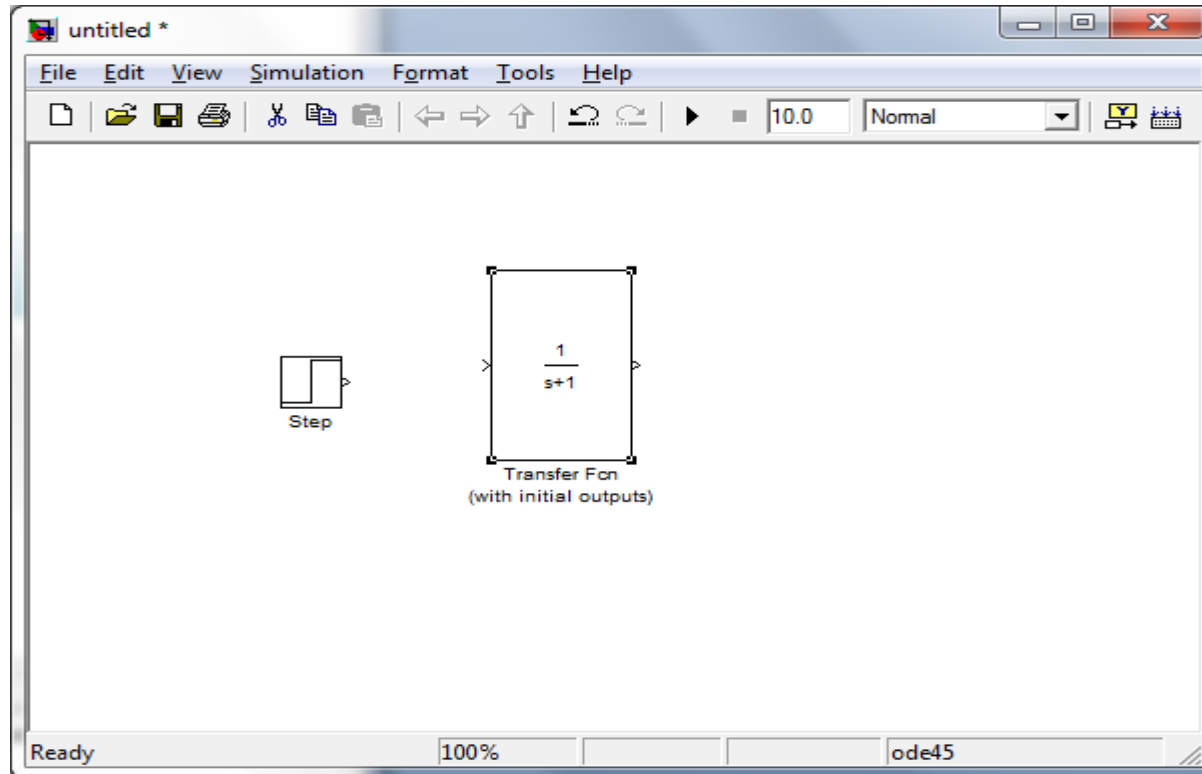 untitled *
File Edit View Simulation Format Tools Help
10.0 Normal
1
s+1
Step
Transfer Fcn
(with initial outputs)
Ready 100% ode45